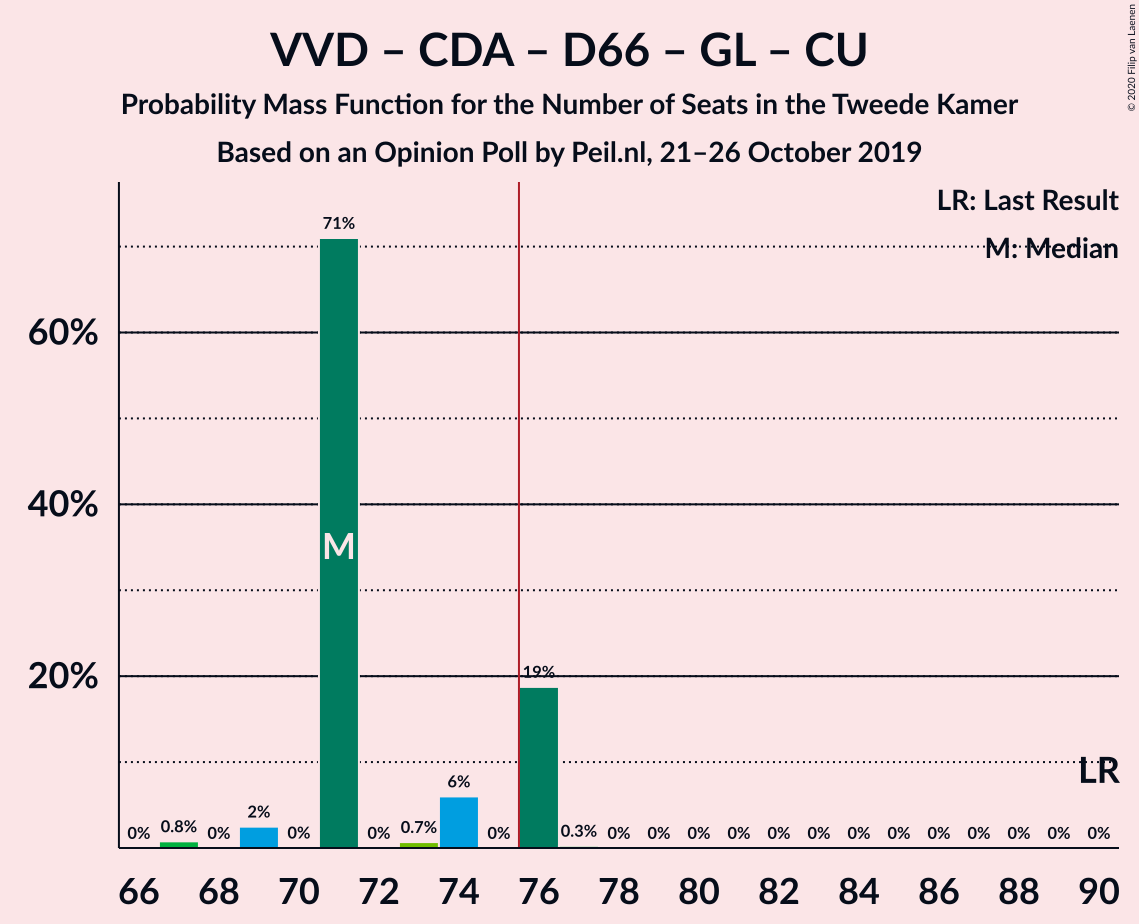 VVD – CDA – D66 – GL – CU
Probability Mass Function for the Number of Seats in the Tweede Kamer
Based on an Opinion Poll by Peil.nl, 21–26 October 2019
© 2020 Filip van Laenen
LR: Last Result
M: Median
60%
40%
20%
71%
M
19%
LR
6%
2%
0% 0.8% 0% 0% 0% 0.7% 0% 0.3% 0% 0% 0% 0% 0% 0% 0% 0% 0% 0% 0% 0% 0%
66 68 70 72 74 76 78 80 82 84 86 88 90